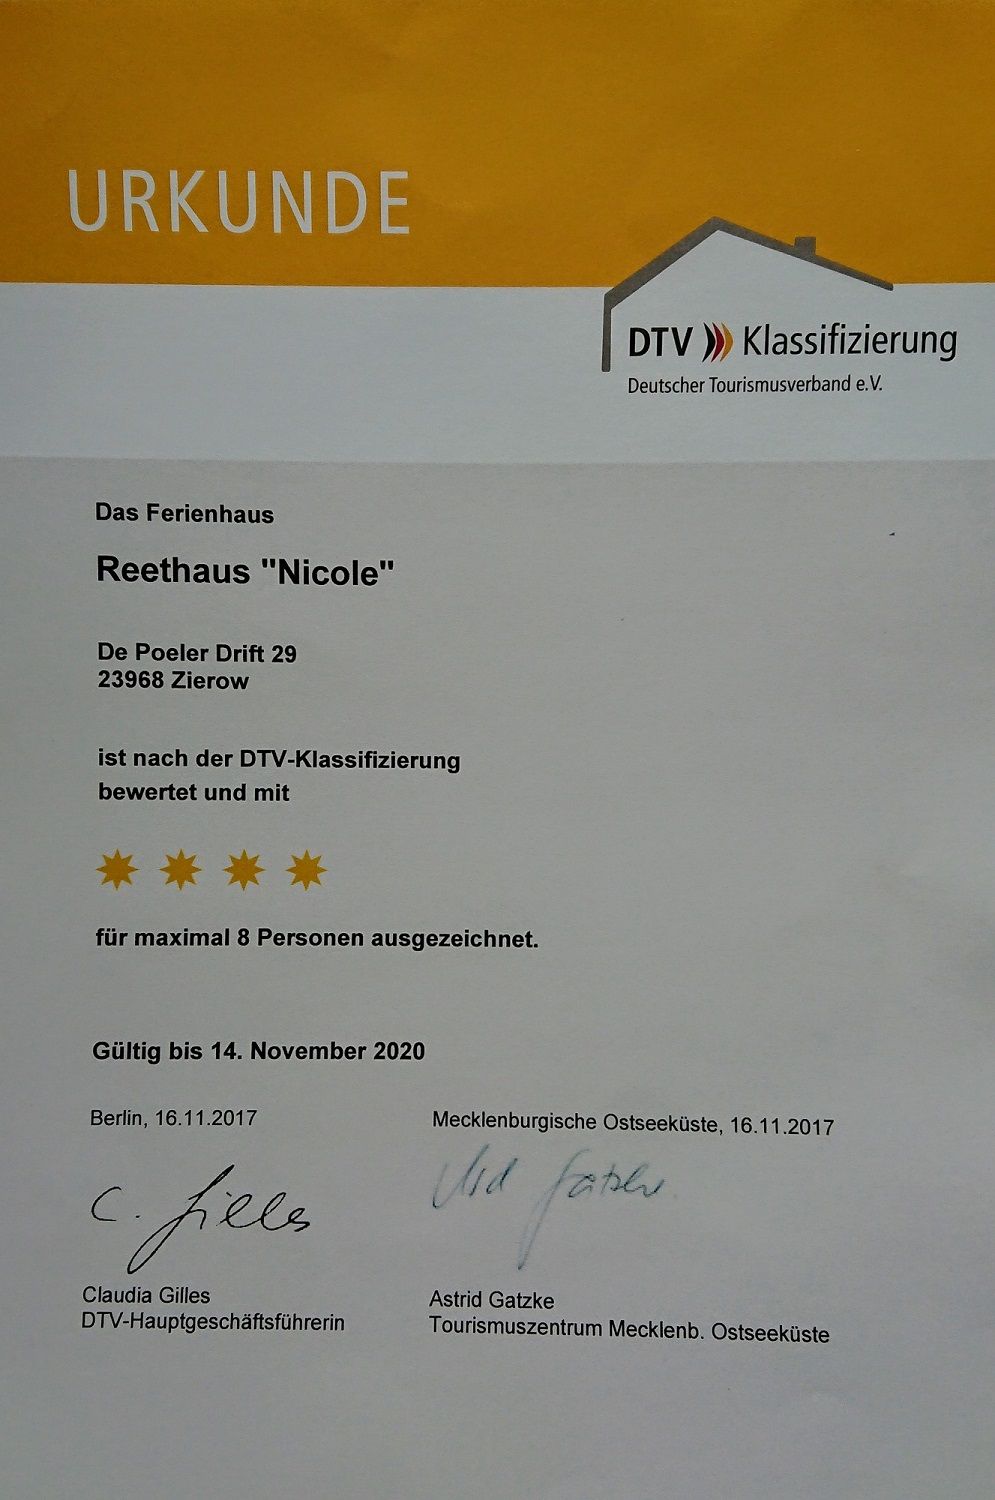 URKUNDE
DTV Klassifizierung
Deutscher Tourismusverband e.V.
Das Ferienhaus
Reethaus "Nicole"
De Poeler Drift 29
23968 Zierow
ist nach der DTV-Klassifizierung
bewertet und mit
für maximal 8 Personen ausgezeichnet.
Gültig bis 14. November 2020
Berlin, 16.11.2017
Mecklenburgische Ostseeküste, 16.11.2017
C. Gilles
Claudia Gilles
DTV-Hauptgeschäftsführerin
Astrid Gatzke
Tourismuszentrum Mecklenb. Ostseeküste